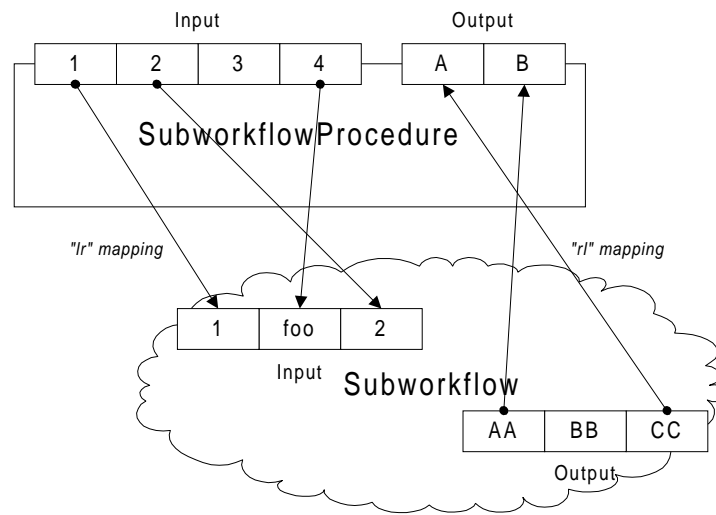 Input Output
1 2 3 4 A B
SubworkflowProcedure
"lr" mapping "rl" mapping
1 foo 2
Input
Subworkflow
AA BB CC
Output